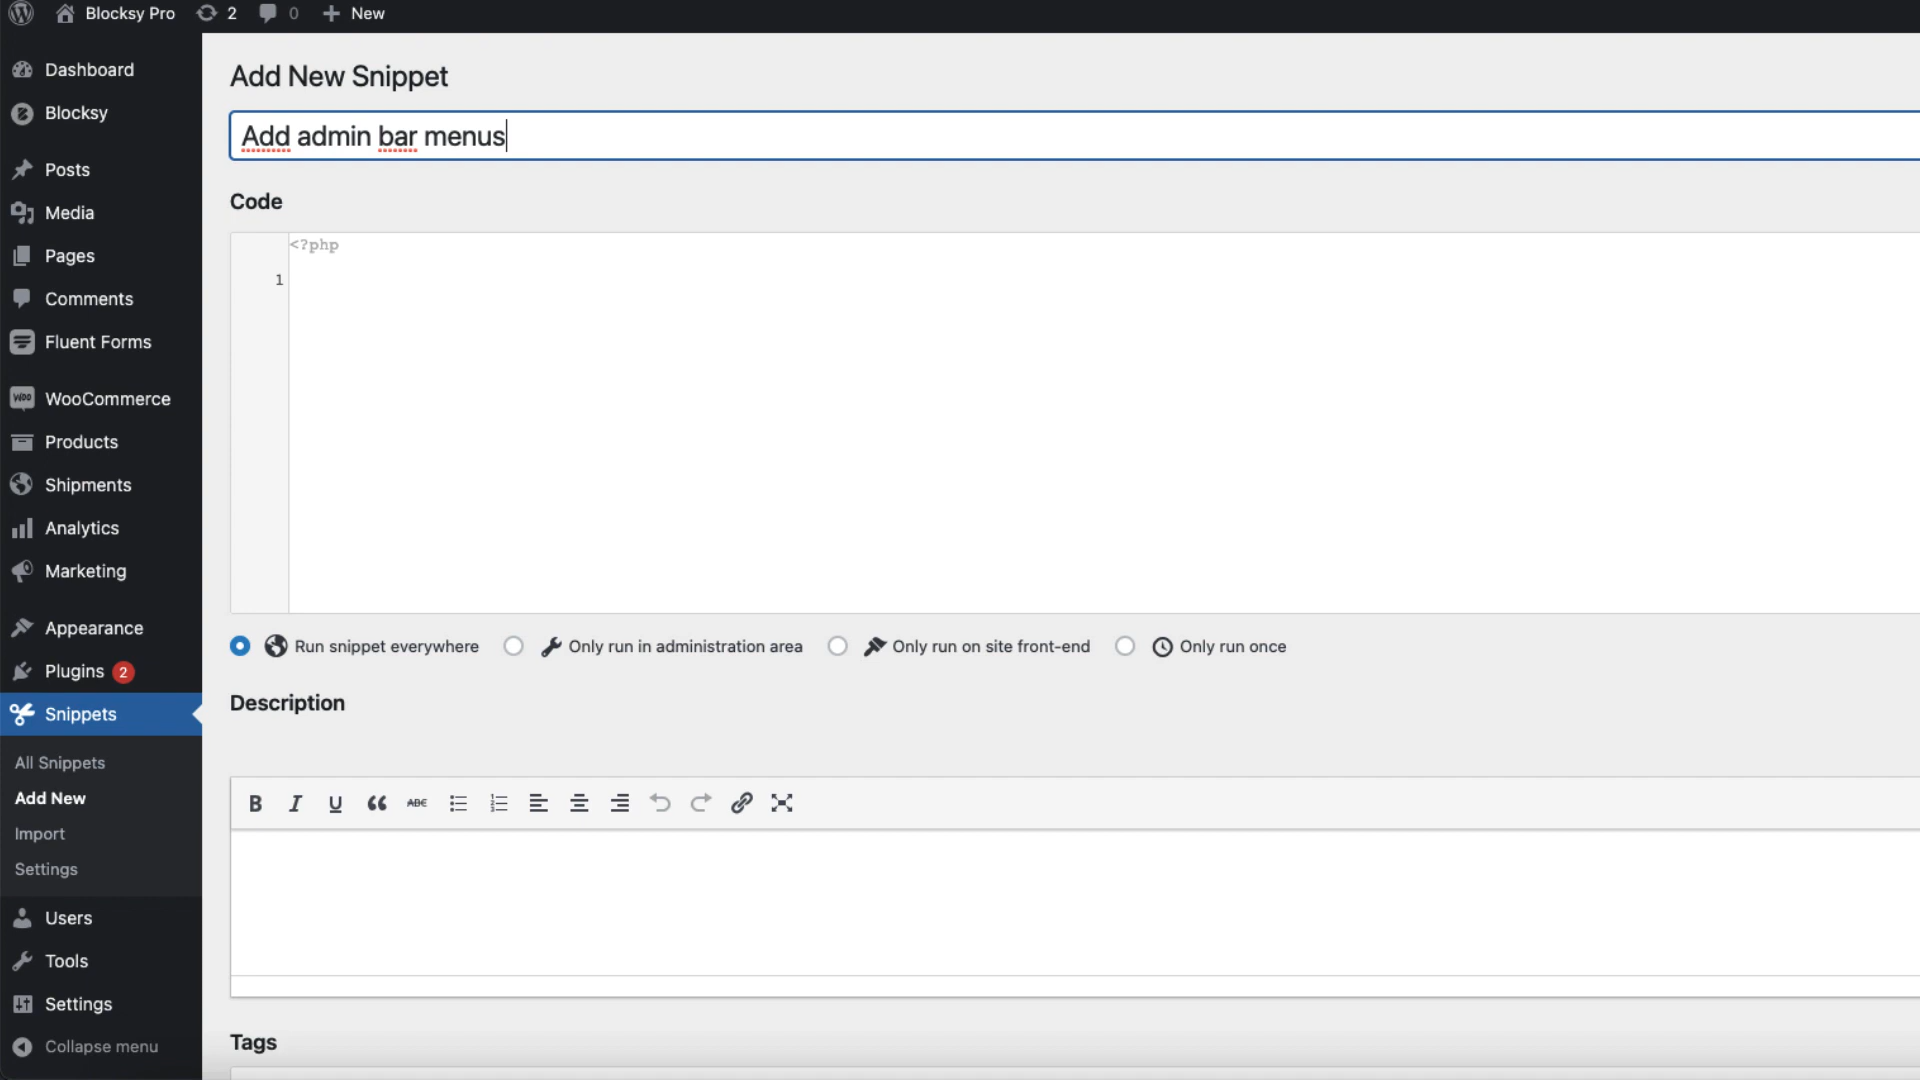 Blocksy Pro 2 0 New
Dashboard
Blocksy
Posts
Media
Pages
Comments
Fluent Forms
WOO WooCommerce
Products
Shipments
Analytics
Marketing
Appearance
Plugins 2
Snippets
All Snippets
Add New
Import
Settings
Users
Tools
Settings
Collapse menu
Add New Snippet
Add admin bar menus
Code
<?php
1
Run snippet everywhere Only run in administration area Only run on site front-end Only run once
Description
B I U ABC
Tags